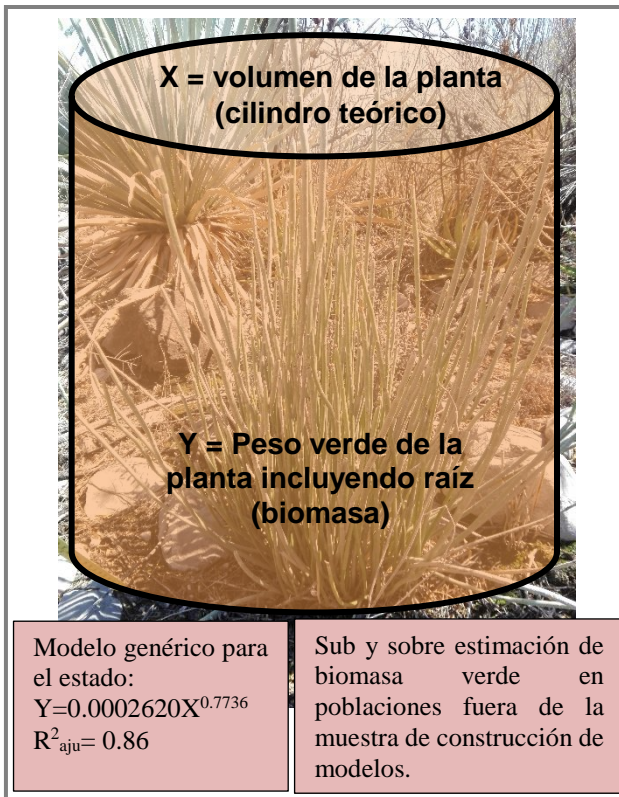 X = volumen de la planta
(cilindro teórico)
Y = Peso verde de la
planta incluyendo raíz
(biomasa)
Modelo genérico para
el estado:
Y=0.0002620X^0.7736
R²aju= 0.86
Sub y sobre estimación de
biomasa verde en
poblaciones fuera de la
muestra de construcción de
modelos.